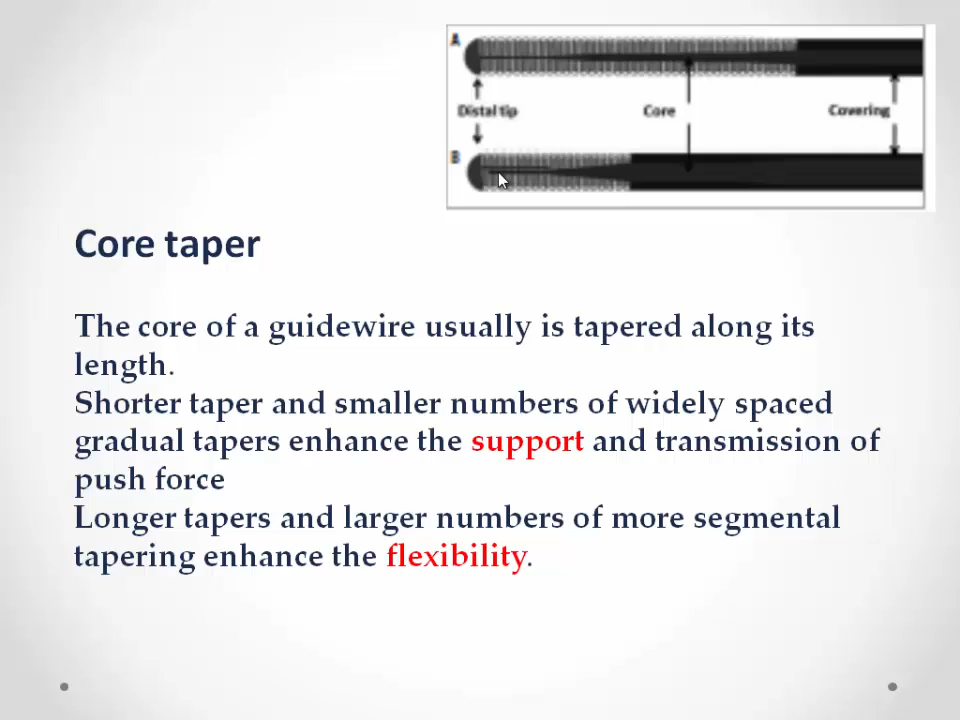 A
Distal tip Core Covering
B
Core taper
The core of a guidewire usually is tapered along its
length.
Shorter taper and smaller numbers of widely spaced
gradual tapers enhance the support and transmission of
push force
Longer tapers and larger numbers of more segmental
tapering enhance the flexibility.